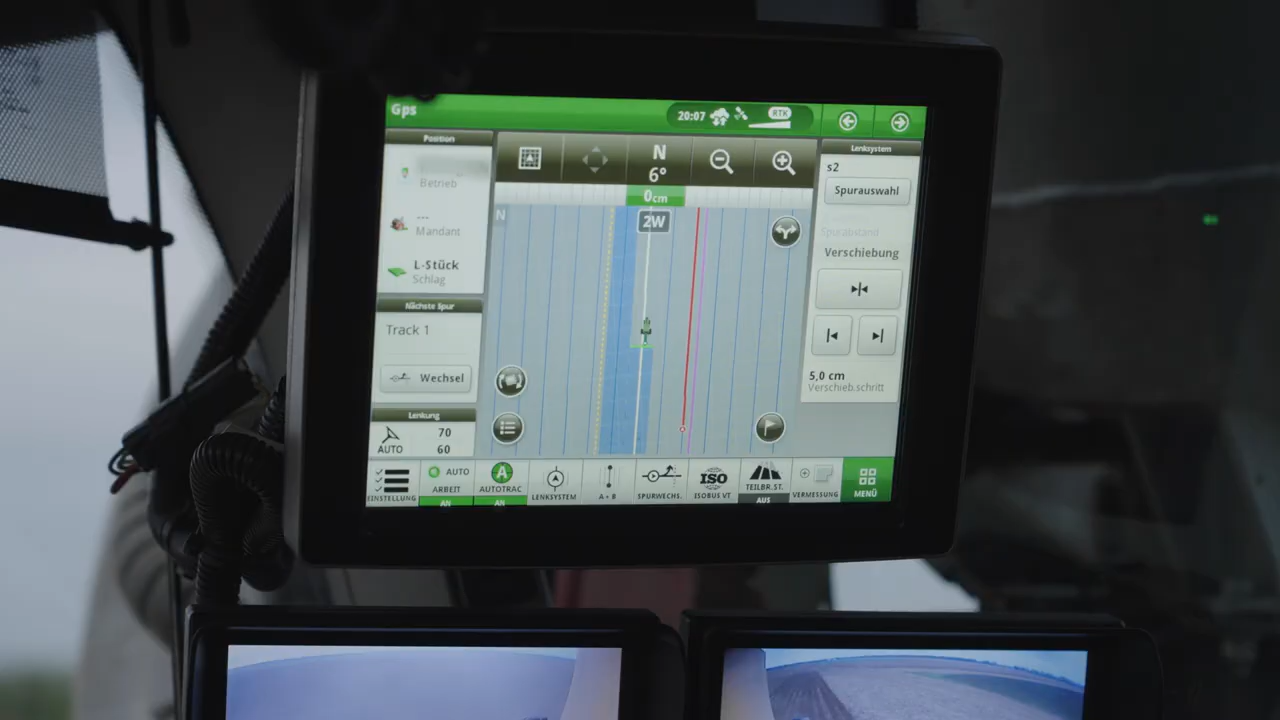 Gps
20:07
RTK
Position
Betrieb
---
Mandant
L-Stück
Schlag
Nächste Spur
Track 1
Wechsel
Lenkung
AUTO
70
60
N
6°
0cm
N
2W
Lenksystem
s2
Spurauswahl
Spurabstand
Verschiebung
5,0 cm
Verschieb.schritt
EINSTELLUNG
AUTO
ARBEIT
AN
A
AUTOTRAC
AN
LENKSYSTEM
A + B
SPURWECHS.
ISO
ISOBUS VT
TEILBR.ST.
AUS
VERMESSUNG
MENÜ